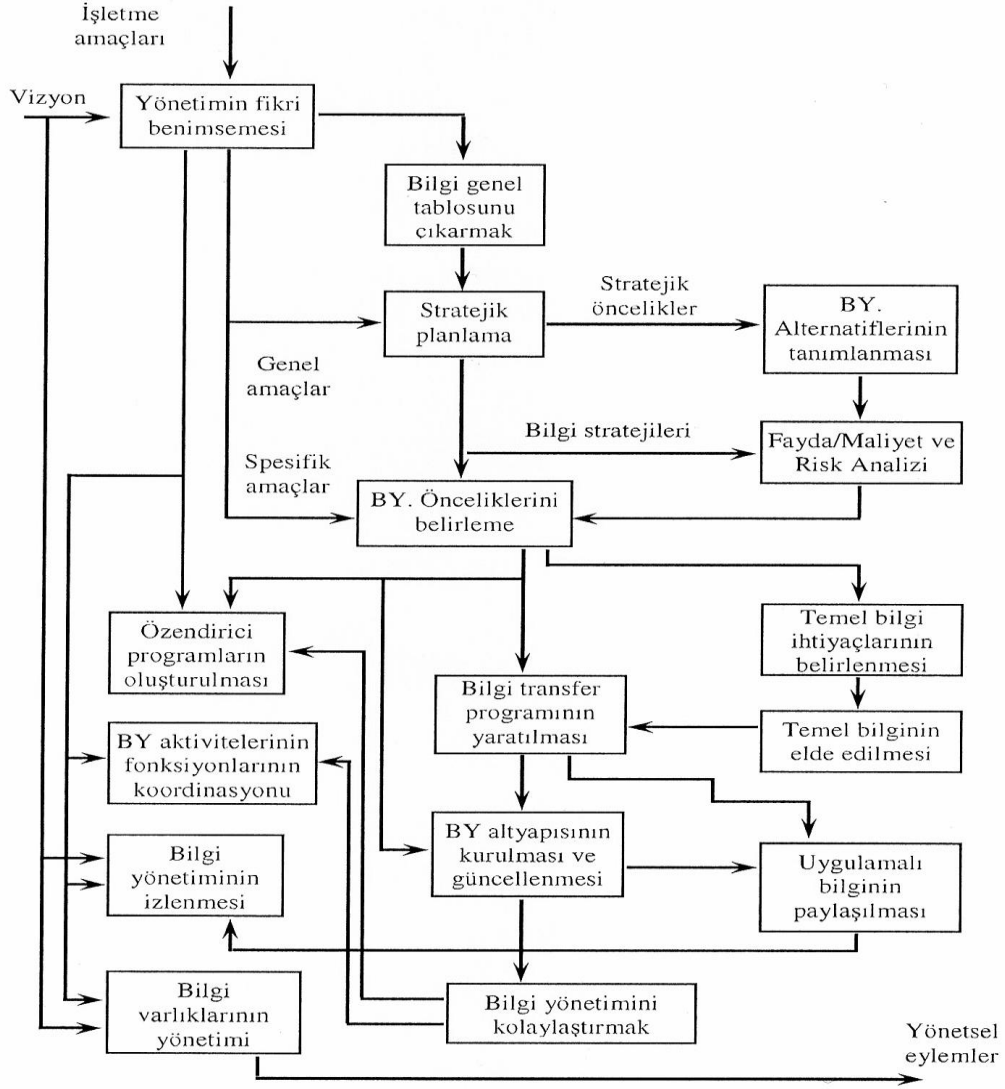 İşletme
amaçları
Vizyon
Yönetimin fikri
benimsemesi
Bilgi genel
tablosunu
çıkarmak
Stratejik
planlama
Stratejik
öncelikler
BY.
Alternatiflerinin
tanımlanması
Genel
amaçlar
Bilgi stratejileri
Fayda/Maliyet ve
Risk Analizi
Spesifik
amaçlar
BY. Önceliklerini
belirleme
Özendirici
programların
oluşturulması
Temel bilgi
ihtiyaçlarının
belirlenmesi
Bilgi transfer
programının
yaratılması
Temel bilginin
elde edilmesi
BY aktivitelerinin
fonksiyonlarının
koordinasyonu
BY altyapısının
kurulması ve
güncellenmesi
Bilgi
yönetiminin
izlenmesi
Uygulamalı
bilginin
paylaşılması
Bilgi
varlıklarının
yönetimi
Bilgi yönetimini
kolaylaştırmak
Yönetsel
eylemler